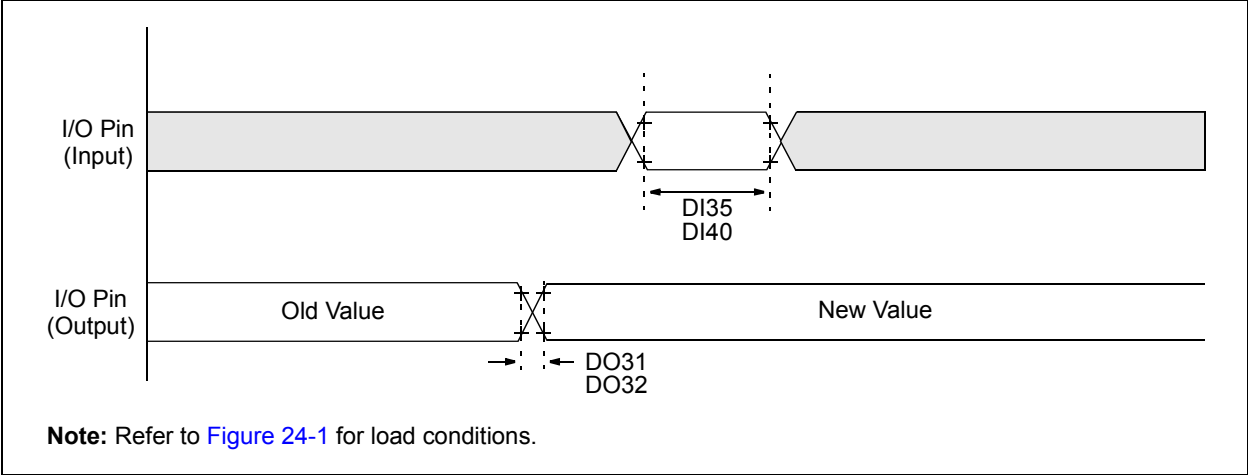 I/O Pin
(Input)
DI35
DI40
I/O Pin
(Output)
Old Value
New Value
DO31
DO32
Note: Refer to Figure 24-1 for load conditions.